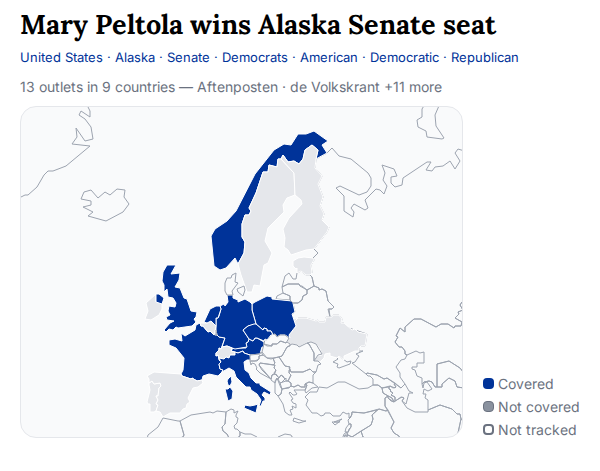 Mary Peltola wins Alaska Senate seat
United States · Alaska · Senate · Democrats · American · Democratic · Republican
13 outlets in 9 countries — Aftenposten · de Volkskrant +11 more
Covered
Not covered
Not tracked